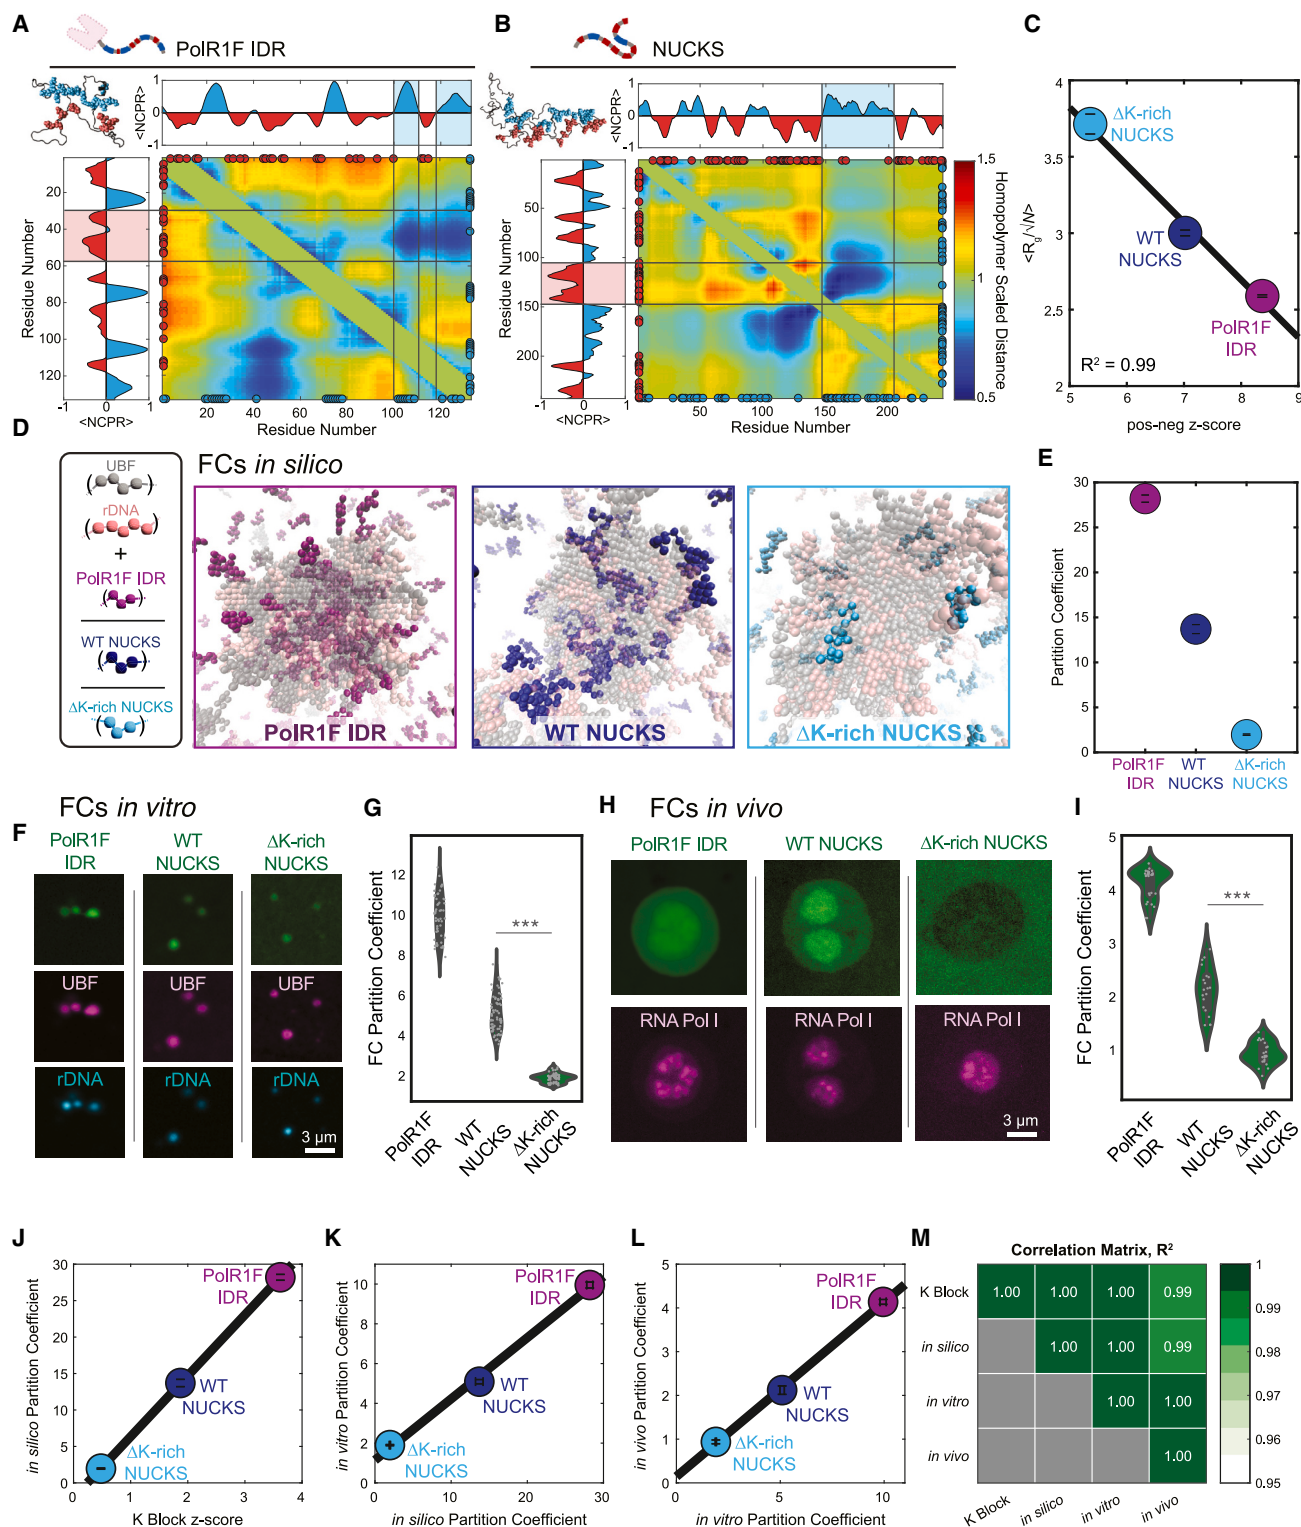 A
PolR1F IDR
B
NUCKS
C
1
<NCPR>
-1
1
<NCPR>
-1
20
40
60
80
100
120
Residue Number
-1
0
1
<NCPR>
20
40
60
80
100
120
Residue Number
50
100
150
200
Residue Number
-1
0
1
<NCPR>
50
100
150
200
Residue Number
1.5
1
0.5
Homopolymer Scaled Distance
4
3.5
3
2.5
2
<Rg/√N>
ΔK-rich
NUCKS
WT
NUCKS
PolR1F
IDR
R² = 0.99
5
6
7
8
9
pos-neg z-score
D
FCs in silico
UBF
rDNA
+
PolR1F IDR
WT NUCKS
ΔK-rich NUCKS
PolR1F IDR
WT NUCKS
ΔK-rich NUCKS
E
30
25
20
15
10
5
0
Partition Coefficient
PolR1F
IDR
WT
NUCKS
ΔK-rich
NUCKS
FCs in vitro
F
PolR1F
IDR
WT
NUCKS
ΔK-rich
NUCKS
UBF
UBF
UBF
rDNA
rDNA
rDNA
3 μm
G
12
10
8
6
4
2
FC Partition Coefficient
***
PolR1F
IDR
WT
NUCKS
ΔK-rich
NUCKS
H
FCs in vivo
PolR1F IDR
WT NUCKS
ΔK-rich NUCKS
RNA Pol I
RNA Pol I
RNA Pol I
3 μm
I
5
4
3
2
1
FC Partition Coefficient
***
PolR1F
IDR
WT
NUCKS
ΔK-rich
NUCKS
J
30
25
20
15
10
5
0
in silico Partition Coefficient
PolR1F
IDR
WT
NUCKS
ΔK-rich
NUCKS
0
1
2
3
4
K Block z-score
K
10
8
6
4
2
0
in vitro Partition Coefficient
PolR1F
IDR
WT
NUCKS
ΔK-rich
NUCKS
0
10
20
30
in silico Partition Coefficient
L
5
4
3
2
1
0
in vivo Partition Coefficient
PolR1F
IDR
WT
NUCKS
ΔK-rich
NUCKS
0
5
10
in vitro Partition Coefficient
M
Correlation Matrix, R²
K Block
1.00
1.00
1.00
0.99
in silico
1.00
1.00
0.99
in vitro
1.00
1.00
in vivo
1.00
K Block
in silico
in vitro
in vivo
1
0.99
0.99
0.98
0.97
0.97
0.96
0.95